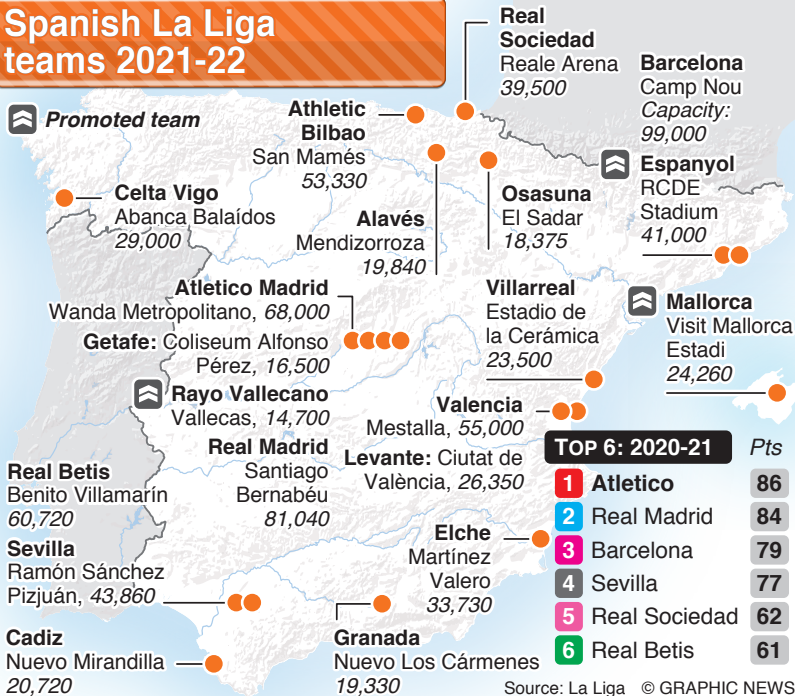 Spanish La Liga
teams 2021-22
Promoted team
Real
Sociedad
Reale Arena
39,500
Barcelona
Camp Nou
Capacity:
99,000
Athletic
Bilbao
San Mamés
53,330
Espanyol
RCDE
Stadium
41,000
Celta Vigo
Abanca Balaídos
29,000
Alavés
Mendizorroza
19,840
Osasuna
El Sadar
18,375
Atletico Madrid
Wanda Metropolitano, 68,000
Getafe: Coliseum Alfonso
Pérez, 16,500
Villarreal
Estadio de
la Cerámica
23,500
Mallorca
Visit Mallorca
Estadi
24,260
Rayo Vallecano
Vallecas, 14,700
Valencia
Mestalla, 55,000
Real Madrid
Santiago
Bernabéu
81,040
Levante: Ciutat de
València, 26,350
Real Betis
Benito Villamarín
60,720
Sevilla
Ramón Sánchez
Pizjuán, 43,860
Elche
Martínez
Valero
33,730
Cadiz
Nuevo Mirandilla
20,720
Granada
Nuevo Los Cármenes
19,330
TOP 6: 2020-21 Pts
1 Atletico 86
2 Real Madrid 84
3 Barcelona 79
4 Sevilla 77
5 Real Sociedad 62
6 Real Betis 61
Source: La Liga © GRAPHIC NEWS